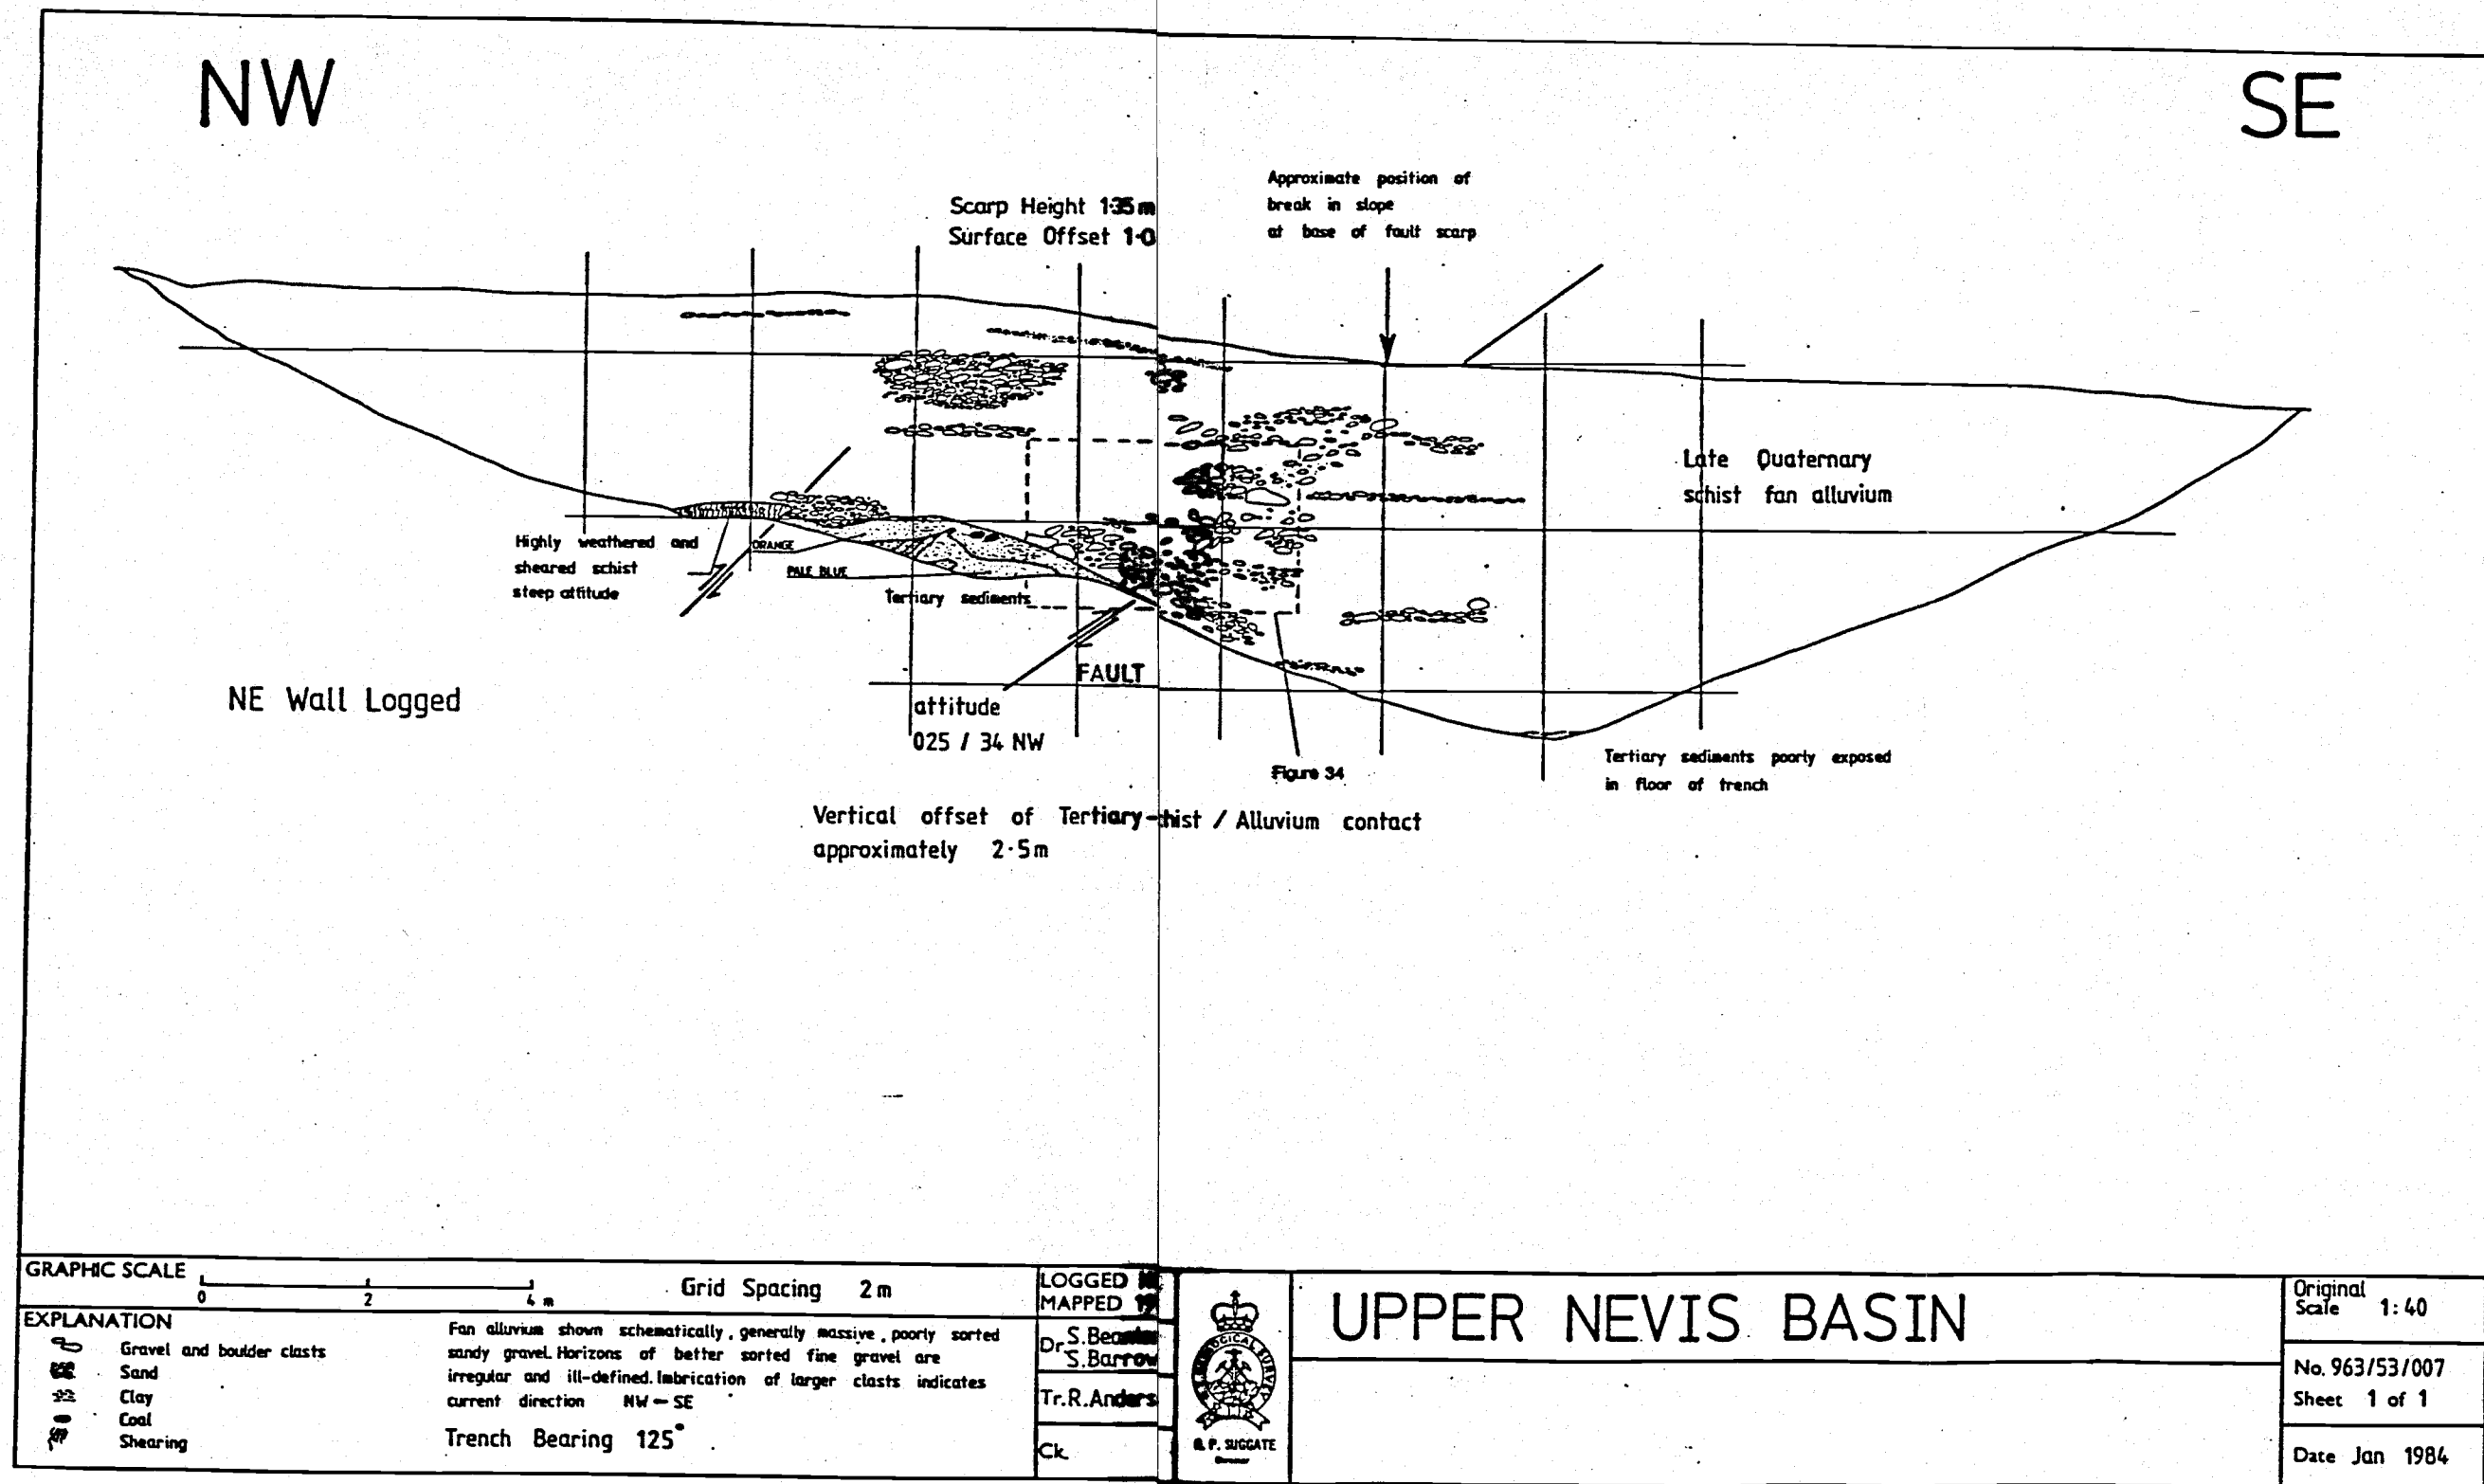 NW
SE
Scarp Height 1·35m
Surface Offset 1·0
Approximate position of
break in slope
at base of fault scarp
Late Quaternary
schist fan alluvium
Highly weathered and
sheared schist
steep attitude
ORANGE
PALE BLUE
Tertiary sediments
FAULT
NE Wall Logged
attitude
025 / 34 NW
Figure 34
Tertiary sediments poorly exposed
in floor of trench
Vertical offset of Tertiary-hist / Alluvium contact
approximately 2·5m
GRAPHIC SCALE
0 2 4 m
Grid Spacing 2m
EXPLANATION
Gravel and boulder clasts
Sand
Clay
Coal
Shearing
Fan alluvium shown schematically, generally massive, poorly sorted
sandy gravel. Horizons of better sorted fine gravel are
irregular and ill-defined. Imbrication of larger clasts indicates
current direction NW – SE
Trench Bearing 125°
LOGGED
MAPPED
Dr. S. Beanland
S. Barrow
Tr. R. Anders
Ck.
GEOLOGICAL SURVEY
R. P. SUGGATE
UPPER NEVIS BASIN
Original
Scale 1:40
No. 963/53/007
Sheet 1 of 1
Date Jan 1984